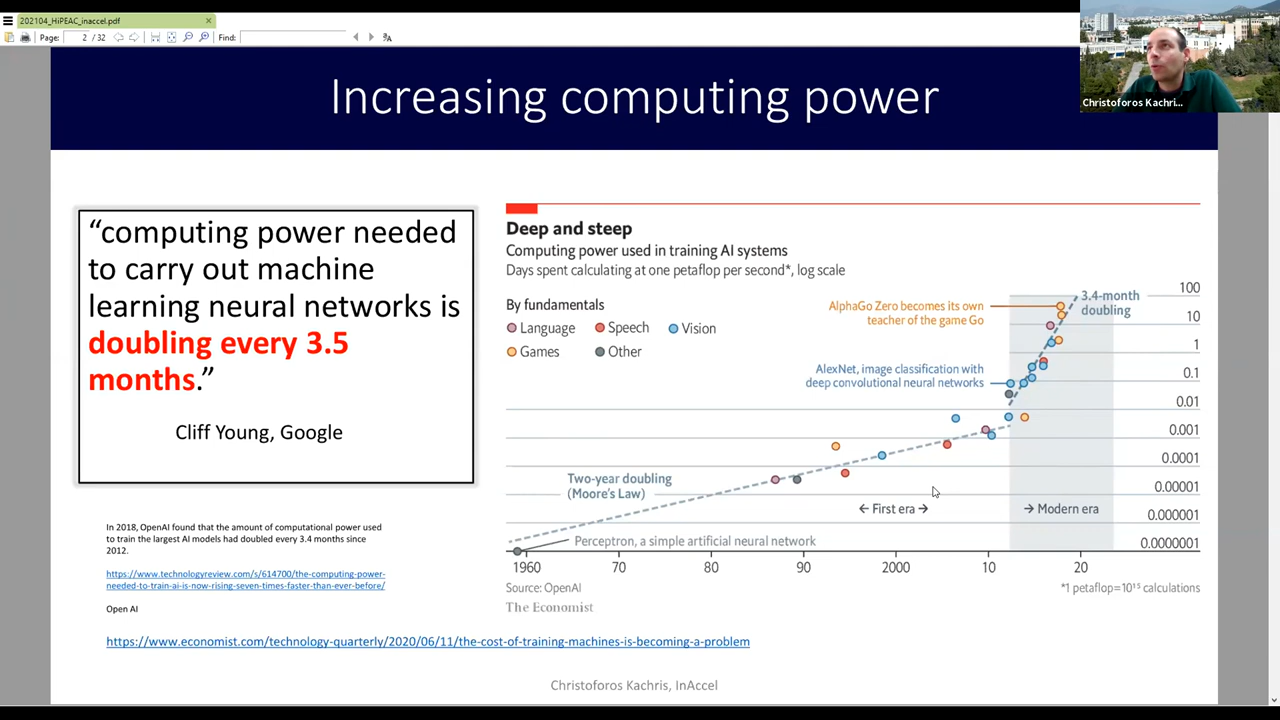 202104_HiPEAC_inaccel.pdf
Page: 2 / 32 Find:
Increasing computing power
Christoforos Kachri...
“computing power needed
to carry out machine
learning neural networks is
doubling every 3.5
months.”
Cliff Young, Google
In 2018, OpenAI found that the amount of computational power used
to train the largest AI models had doubled every 3.4 months since
2012.
https://www.technologyreview.com/s/614700/the-computing-power-
needed-to-train-ai-is-now-rising-seven-times-faster-than-ever-before/
Open AI
https://www.economist.com/technology-quarterly/2020/06/11/the-cost-of-training-machines-is-becoming-a-problem
Deep and steep
Computing power used in training AI systems
Days spent calculating at one petaflop per second*, log scale
By fundamentals
Language Speech Vision
Games Other
AlphaGo Zero becomes its own
teacher of the game Go
3.4-month
doubling
AlexNet, image classification with
deep convolutional neural networks
Two-year doubling
(Moore’s Law)
← First era →
→ Modern era
Perceptron, a simple artificial neural network
100
10
1
0.1
0.01
0.001
0.0001
0.00001
0.000001
0.0000001
1960 70 80 90 2000 10 20
Source: OpenAI
*1 petaflop=10¹⁵ calculations
The Economist
Christoforos Kachris, InAccel